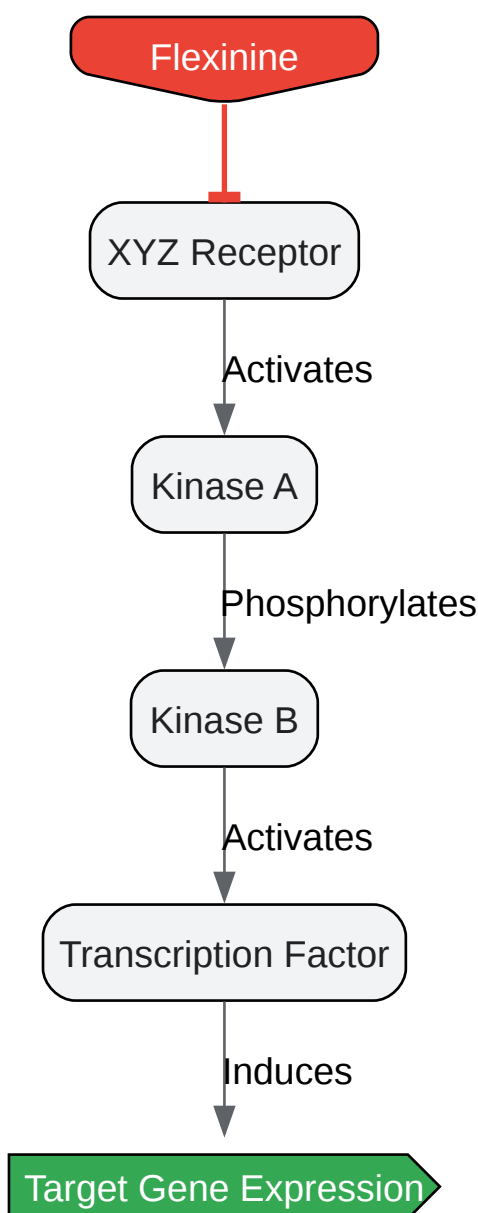 Flexinine
XYZ Receptor
Activates
Kinase A
Phosphorylates
Kinase B
Activates
Transcription Factor
Induces
Target Gene Expression